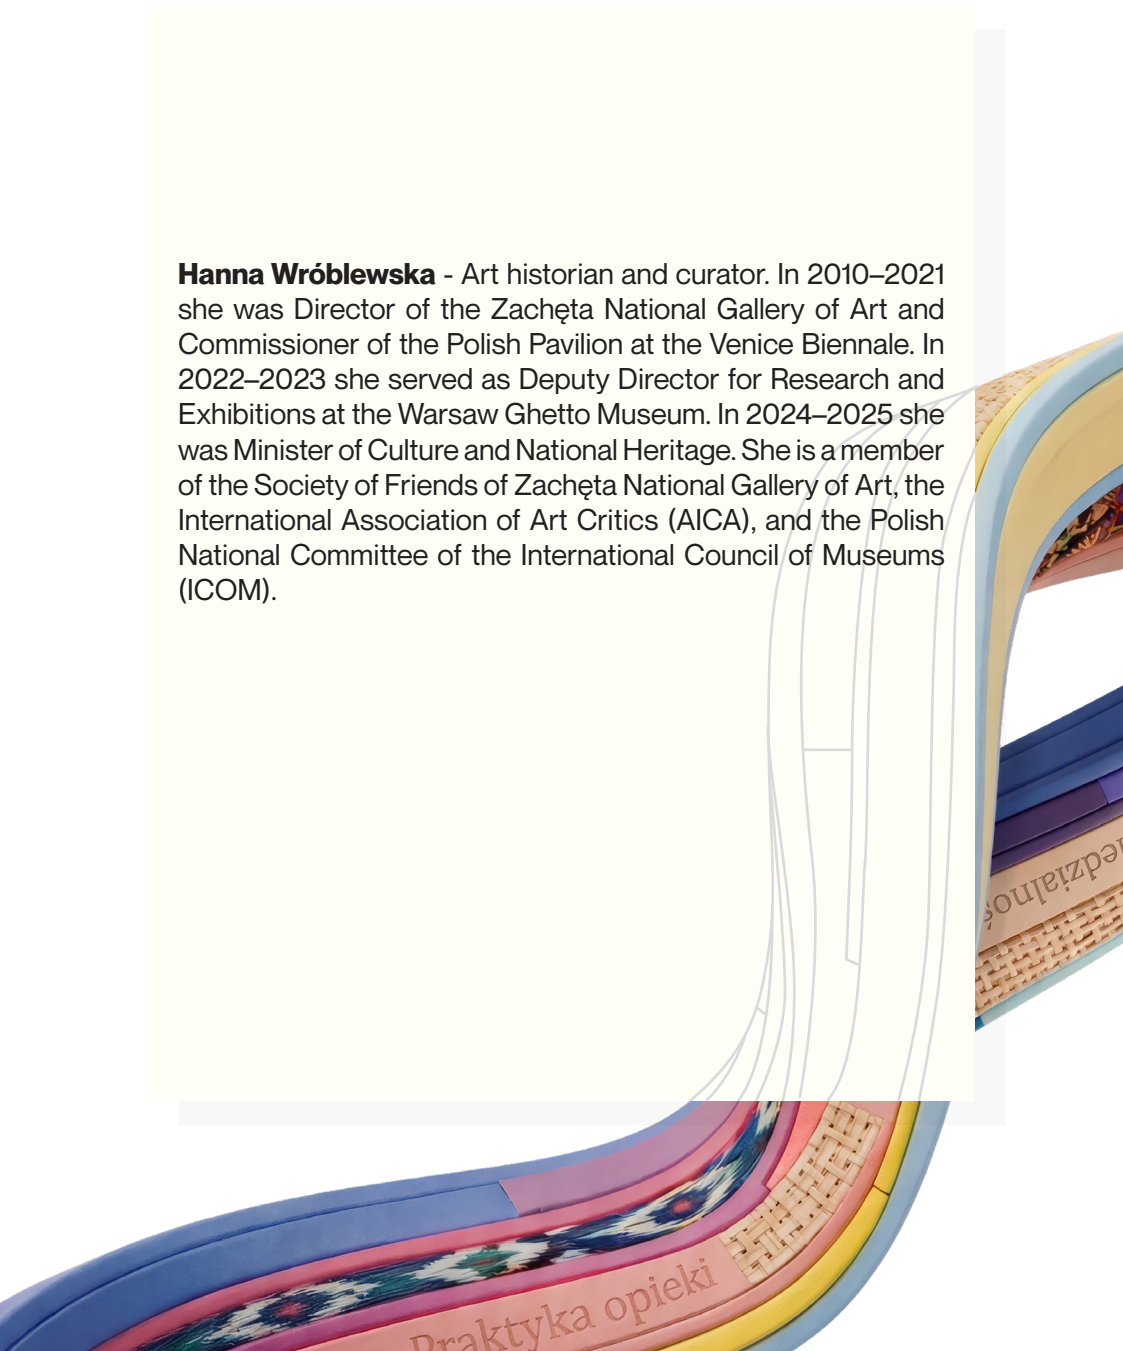 Hanna Wróblewska - Art historian and curator. In 2010–2021
she was Director of the Zachęta National Gallery of Art and
Commissioner of the Polish Pavilion at the Venice Biennale. In
2022–2023 she served as Deputy Director for Research and
Exhibitions at the Warsaw Ghetto Museum. In 2024–2025 she
was Minister of Culture and National Heritage. She is a member
of the Society of Friends of Zachęta National Gallery of Art, the
International Association of Art Critics (AICA), and the Polish
National Committee of the International Council of Museums
(ICOM).
Praktyka opieki